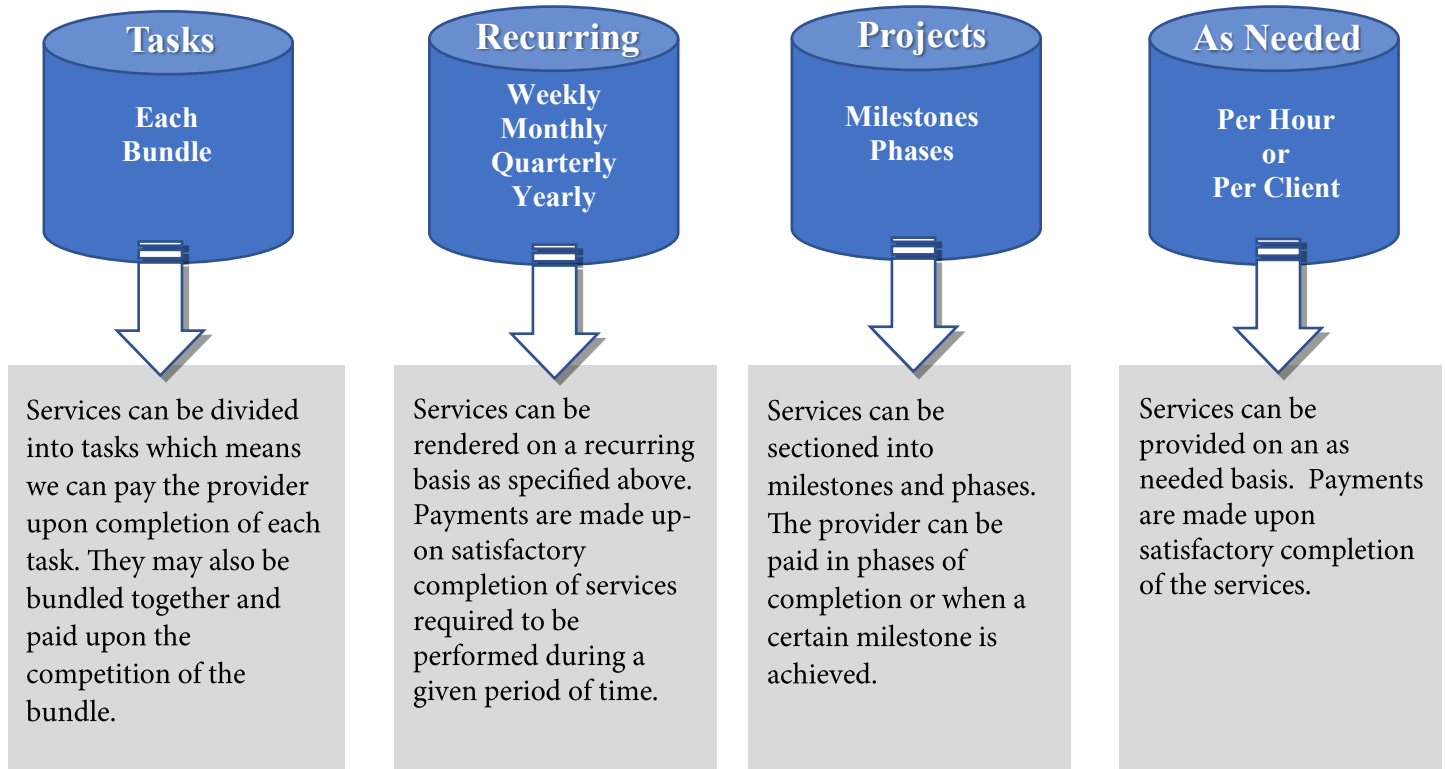 Tasks
Each
Bundle
Services can be divided
into tasks which means
we can pay the provider
upon completion of each
task. They may also be
bundled together and
paid upon the
competition of the
bundle.
Recurring
Weekly
Monthly
Quarterly
Yearly
Services can be
rendered on a recurring
basis as specified above.
Payments are made up-
on satisfactory
completion of services
required to be
performed during a
given period of time.
Projects
Milestones
Phases
Services can be
sectioned into
milestones and phases.
The provider can be
paid in phases of
completion or when a
certain milestone is
achieved.
As Needed
Per Hour
or
Per Client
Services can be
provided on an as
needed basis.  Payments
are made upon
satisfactory completion
of the services.